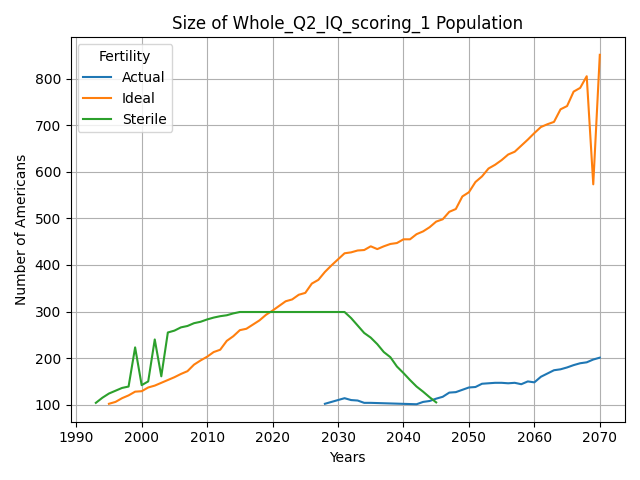 Size of Whole_Q2_IQ_scoring_1 Population
Fertility
Actual
Ideal
Sterile
Number of Americans
800
700
600
500
400
300
200
100
1990
2000
2010
2020
2030
2040
2050
2060
2070
Years